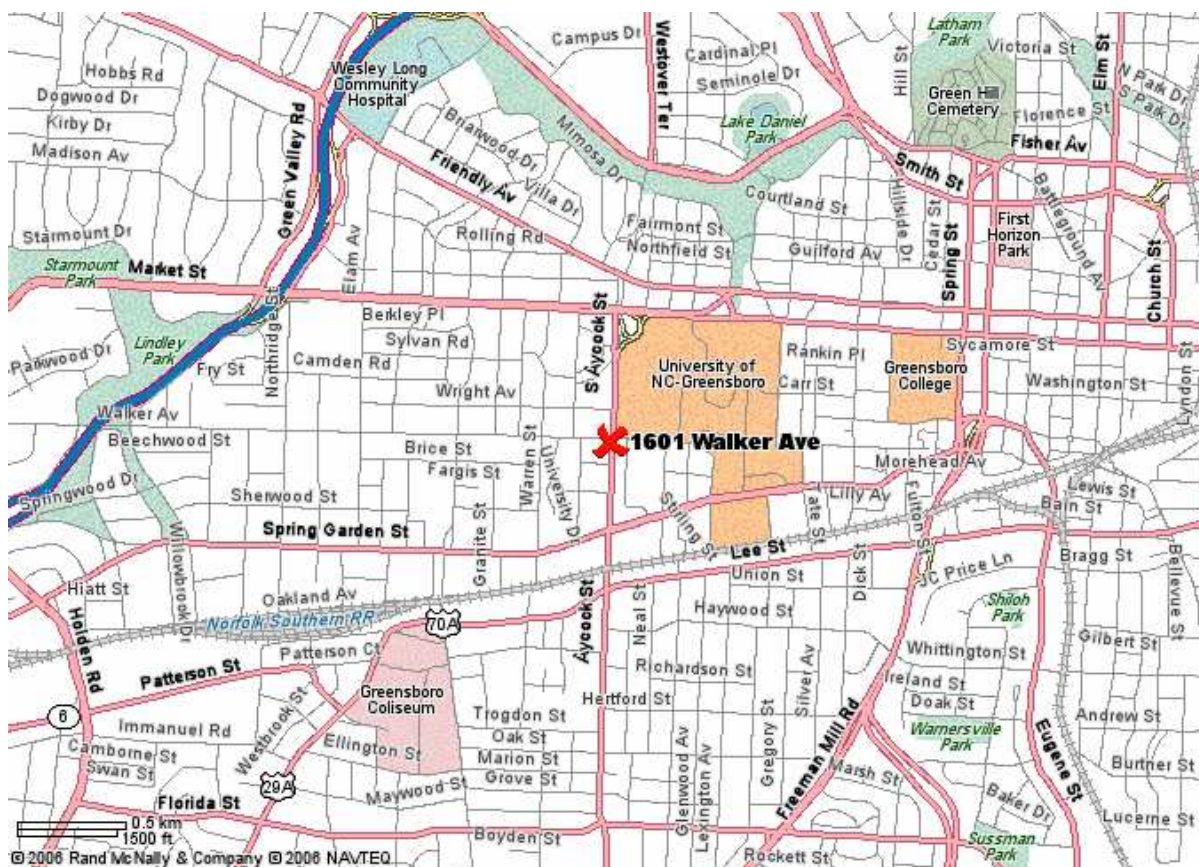 Campus Dr
Westover Ter
Cardinal Pl
Seminole Dr
Hill St
Latham
Park
Victoria St
Elm St
N Park Dr
S Park Dr
Hobbs Rd
Dogwood Dr
Kirby Dr
Madison Av
Green Valley Rd
Wesley Long
Community
Hospital
Briarwood Dr
Villa Dr
Friendly Av
Mimosa Dr
Lake Daniel
Park
Green Hill
Cemetery
Florence St
Fisher Av
Smith St
Courtland St
Hillside Dr
Cedar St
Spring St
First
Horizon
Park
Battleground Av
Church St
Starmount Dr
Starmount
Park
Market St
Elam Av
Rolling Rd
Fairmont St
Northfield St
Guilford Av
Lindley
Park
Northridge St
Berkley Pl
Sylvan Rd
Camden Rd
Wright Av
S Aycock St
University of
NC-Greensboro
Rankin Pl
Carr St
Greensboro
College
Sycamore St
Washington St
Lyndon St
Parkwood Dr
Fry St
Walker Av
Beechwood St
Brice St
Fargis St
Warren St
University Dr
1601 Walker Ave
Morehead Av
Lewis St
Bain St
Springwood Dr
Sherwood St
Spring Garden St
Granite St
Stirling St
Tate St
Lilly Av
Fulton St
Lee St
Union St
Dick St
JC Price Ln
Bragg St
Bellevue St
Hiatt St
Willowbrook Dr
Oakland Av
Norfolk Southern RR
70A
Aycock St
Neal St
Haywood St
Shiloh
Park
Gilbert St
Holden Rd
Patterson St
Patterson Ct
Greensboro
Coliseum
Richardson St
Silver Av
Whittington St
Ireland St
Doak St
Hertford St
6
Immanuel Rd
Westbrook St
Ellington St
Trogdon St
Oak St
Marion St
Grove St
Glenwood Av
Lexington Av
Gregory St
Freeman Mill Rd
Warnersville
Park
Eugene St
Andrew St
Camborne St
Swan St
29A
Maywood St
Marsh St
Burtner St
Florida St
Boyden St
Baker Dr
Lucerne St
Rockett St
Sussman
Park
0.5 km
1500 ft
© 2006 Rand McNally & Company © 2006 NAVTEQ